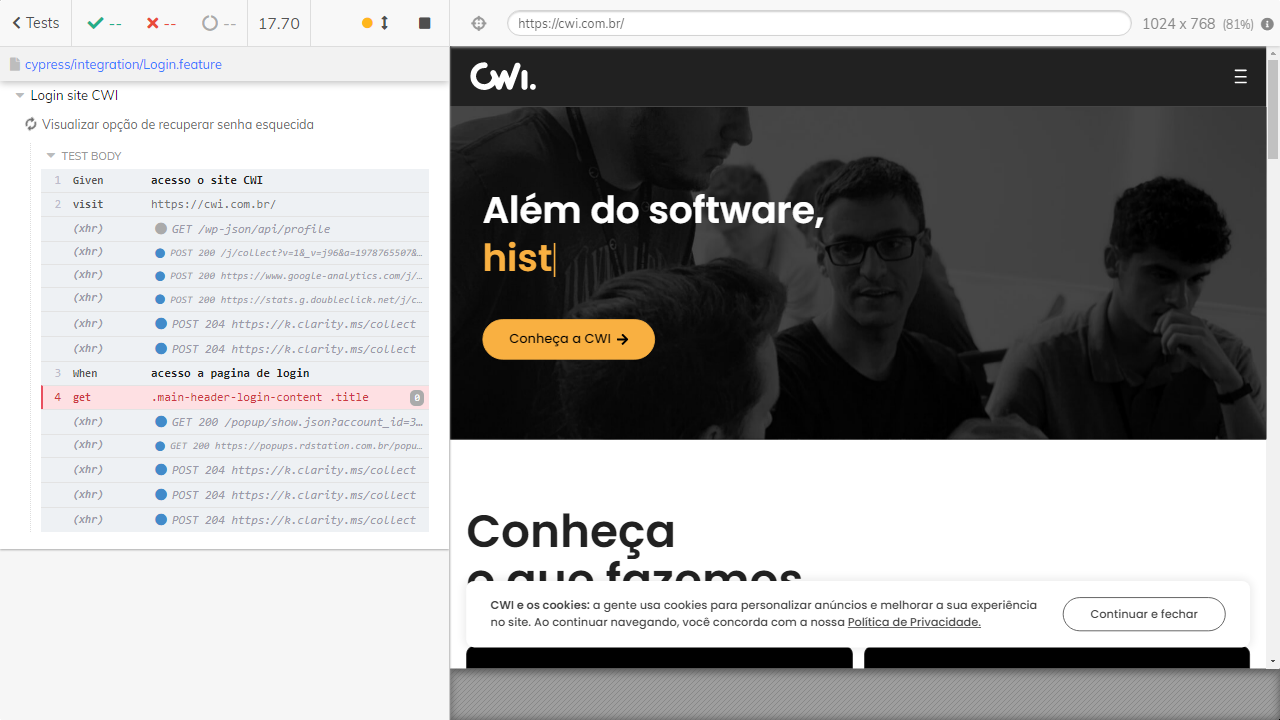 Tests
--
--
--
17.70
https://cwi.com.br/
1024 x 768 (81%)
cypress/integration/Login.feature
Login site CWI
Visualizar opção de recuperar senha esquecida
TEST BODY
1 Given acesso o site CWI
2 visit https://cwi.com.br/
(xhr) GET /wp-json/api/profile
(xhr) POST 200 /j/collect?v=1&_v=j96&a=1978765507&…
(xhr) POST 200 https://www.google-analytics.com/j/…
(xhr) POST 200 https://stats.g.doubleclick.net/j/c…
(xhr) POST 204 https://k.clarity.ms/collect
(xhr) POST 204 https://k.clarity.ms/collect
3 When acesso a pagina de login
4 get .main-header-login-content .title 0
(xhr) GET 200 /popup/show.json?account_id=3…
(xhr) GET 200 https://popups.rdstation.com.br/popu…
(xhr) POST 204 https://k.clarity.ms/collect
(xhr) POST 204 https://k.clarity.ms/collect
(xhr) POST 204 https://k.clarity.ms/collect
CWI.
Além do software,
hist
Conheça a CWI
Conheça
o que fazemos
CWI e os cookies: a gente usa cookies para personalizar anúncios e melhorar a sua experiência
no site. Ao continuar navegando, você concorda com a nossa Política de Privacidade.
Continuar e fechar